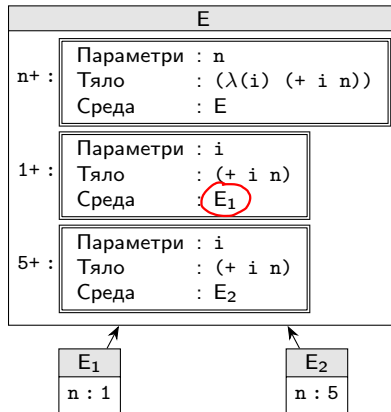 E
n+ :
Параметри : n
Тяло : (λ(i) (+ i n))
Среда : E
1+ :
Параметри : i
Тяло : (+ i n)
Среда : E₁
5+ :
Параметри : i
Тяло : (+ i n)
Среда : E₂
E₁
n : 1
E₂
n : 5